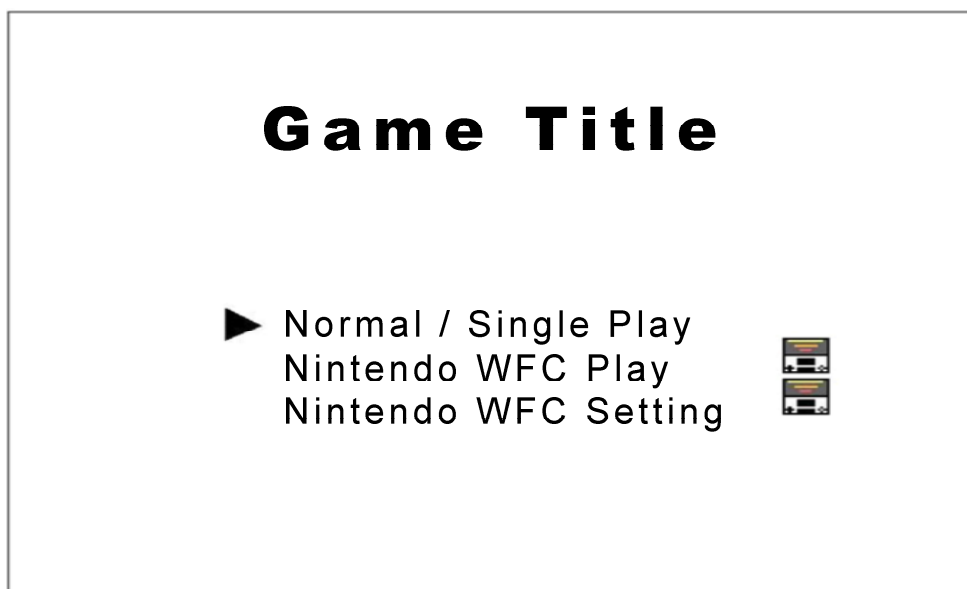 Game Title
Normal / Single Play
Nintendo WFC Play
Nintendo WFC Setting